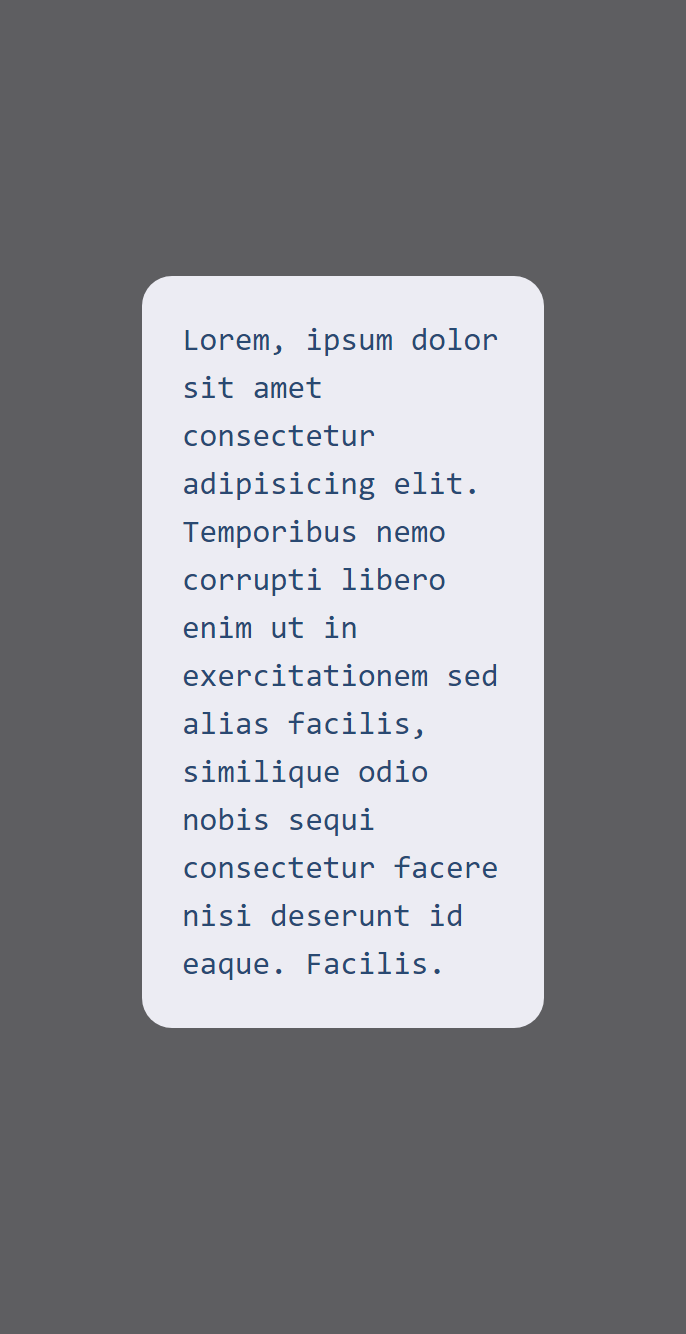 Lorem, ipsum dolor
sit amet
consectetur
adipisicing elit.
Temporibus nemo
corrupti libero
enim ut in
exercitationem sed
alias facilis,
similique odio
nobis sequi
consectetur facere
nisi deserunt id
eaque. Facilis.